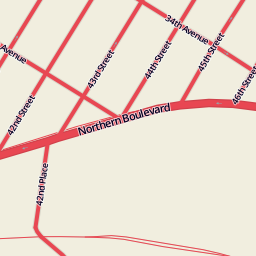 34th Avenue
Avenue
43rd Street
44th Street
45th Street
46th Street
42nd Street
Northern Boulevard
42nd Place